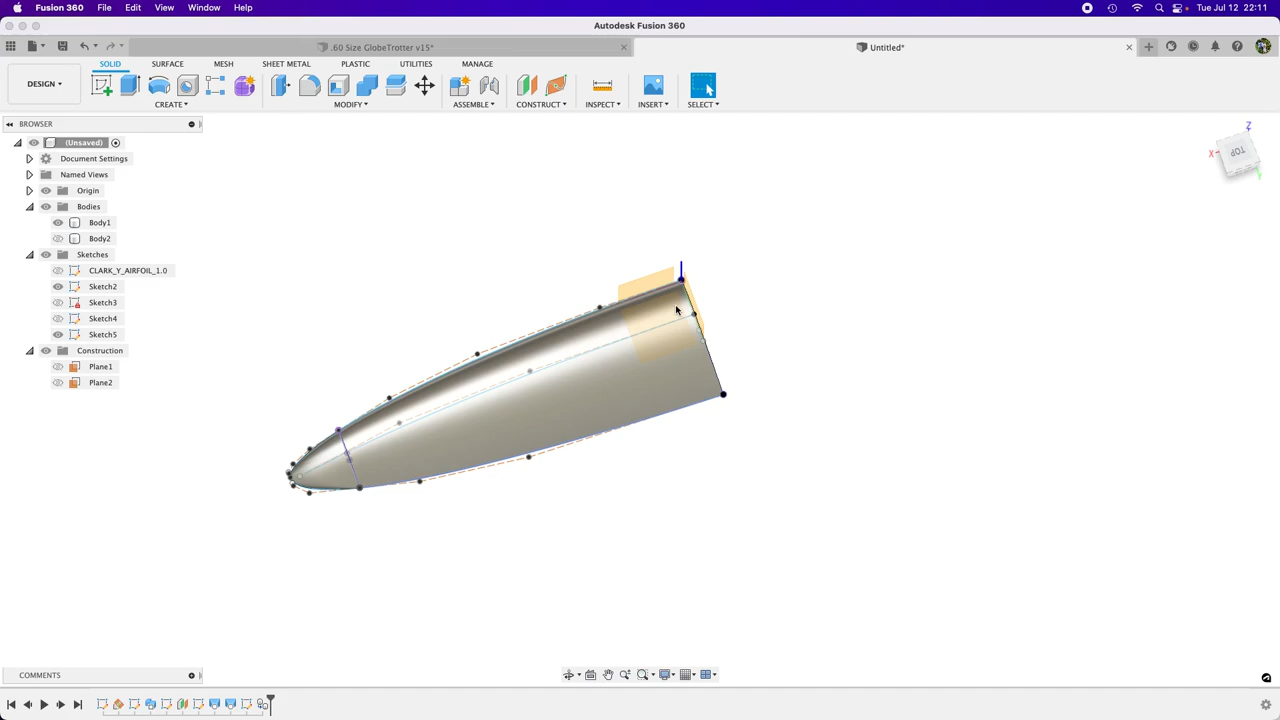 Fusion 360 File Edit View Window Help Tue Jul 12 22:11
Autodesk Fusion 360
.60 Size GlobeTrotter v15* Untitled*
SOLID SURFACE MESH SHEET METAL PLASTIC UTILITIES MANAGE
DESIGN
CREATE MODIFY ASSEMBLE CONSTRUCT INSPECT INSERT SELECT
BROWSER
(Unsaved)
Document Settings
Named Views
Origin
Bodies
Body1
Body2
Sketches
CLARK_Y_AIRFOIL_1.0
Sketch2
Sketch3
Sketch4
Sketch5
Construction
Plane1
Plane2
Z
X
TOP
Y
COMMENTS